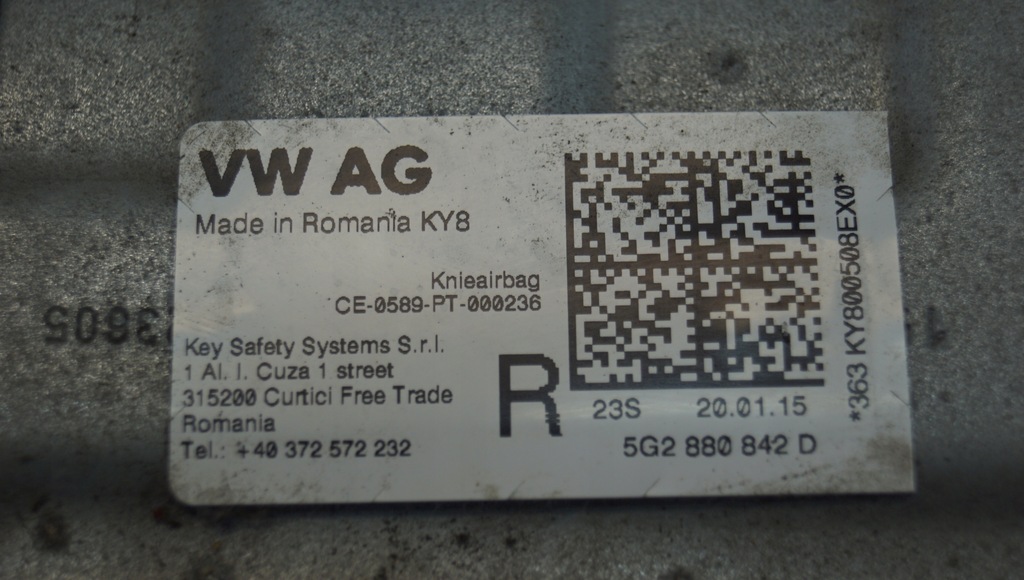 VW AG
Made in Romania KY8
Knieairbag
CE-0589-PT-000236
Key Safety Systems S.r.l.
1 Al. I. Cuza 1 street
315200 Curtici Free Trade
Romania
Tel.: +40 372 572 232
R
23S 20.01.15
5G2 880 842 D
*363 KY800508EX0*